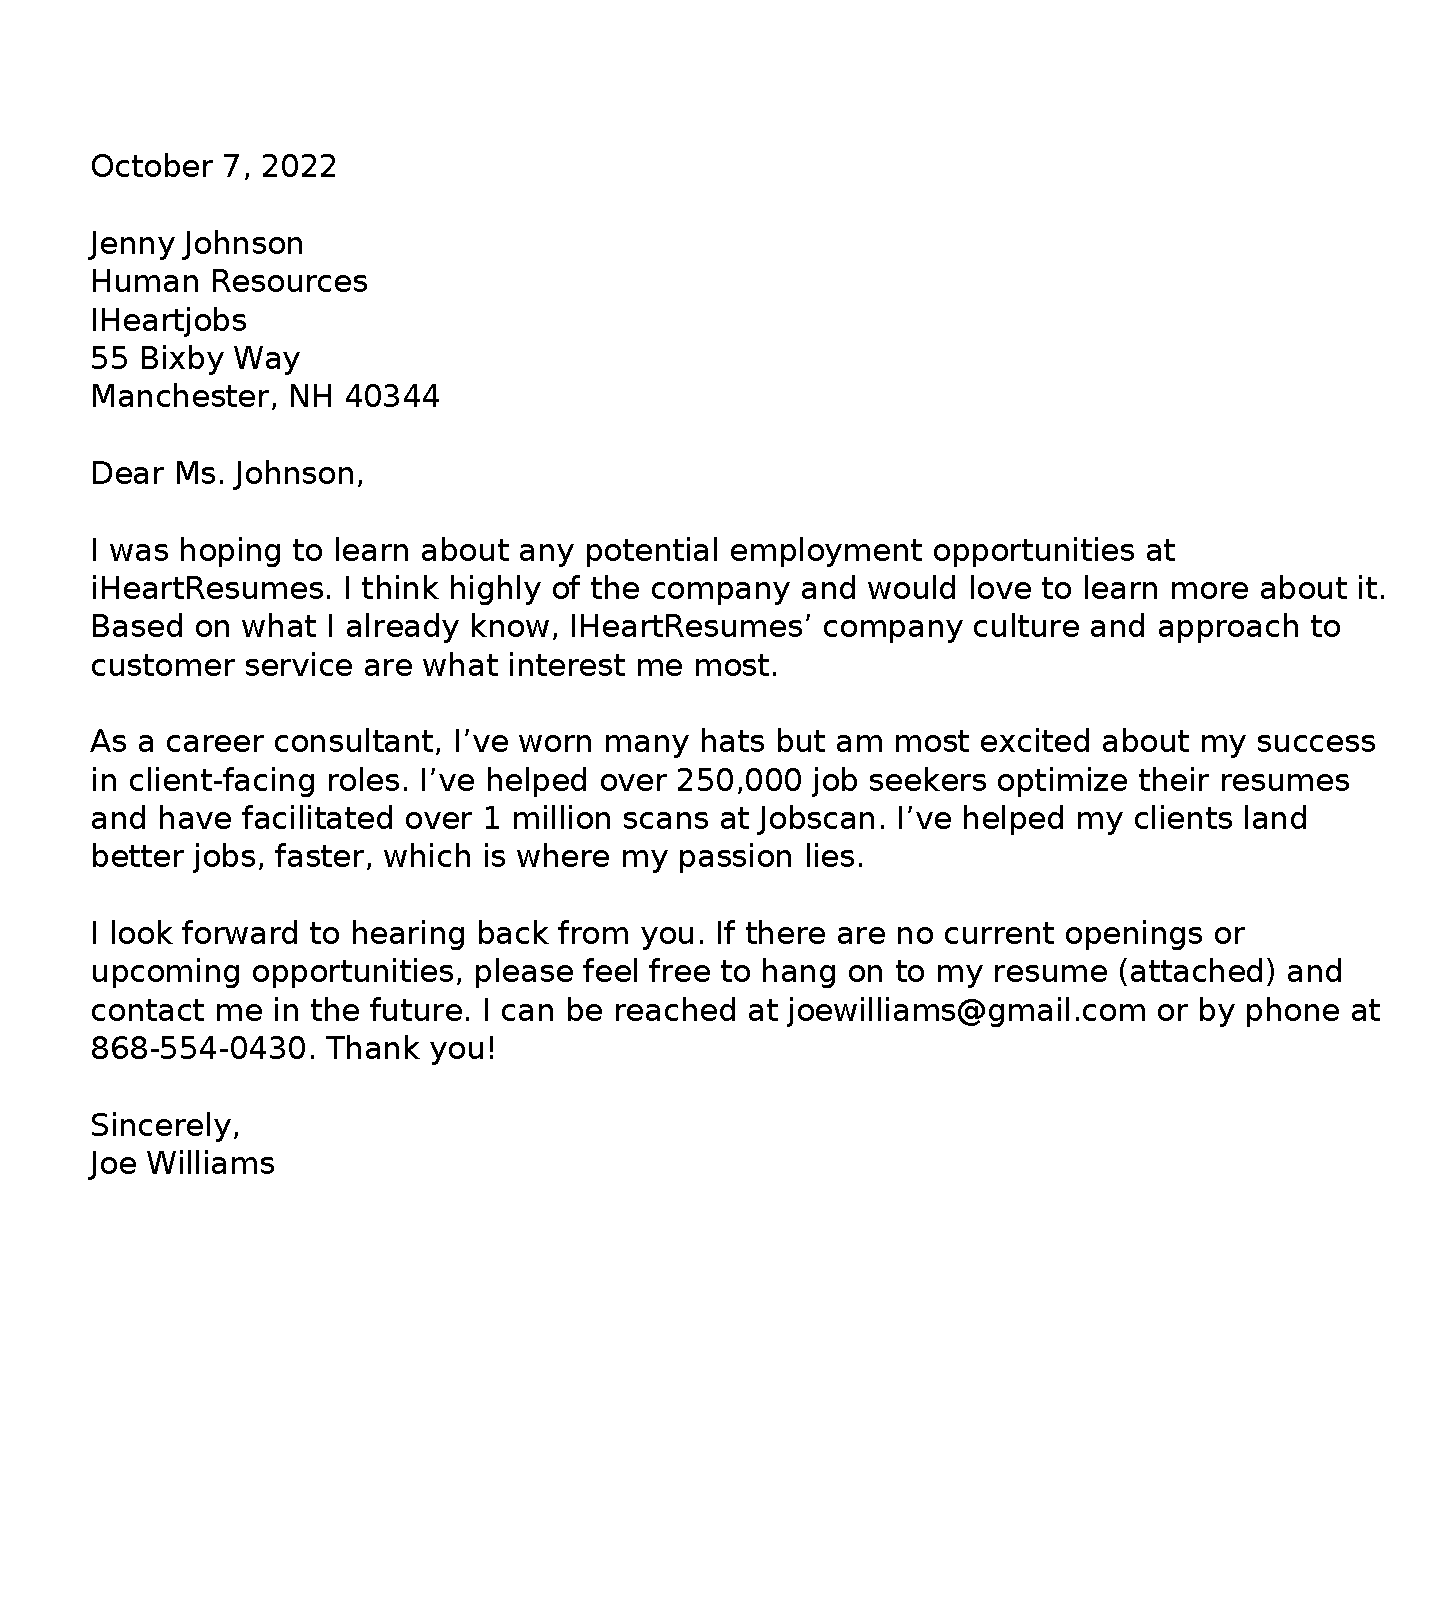 October 7, 2022
Jenny Johnson
Human Resources
IHeartjobs
55 Bixby Way
Manchester, NH 40344
Dear Ms. Johnson,
I was hoping to learn about any potential employment opportunities at
iHeartResumes. I think highly of the company and would love to learn more about it.
Based on what I already know, IHeartResumes’ company culture and approach to
customer service are what interest me most.
As a career consultant, I’ve worn many hats but am most excited about my success
in client-facing roles. I’ve helped over 250,000 job seekers optimize their resumes
and have facilitated over 1 million scans at Jobscan. I’ve helped my clients land
better jobs, faster, which is where my passion lies.
I look forward to hearing back from you. If there are no current openings or
upcoming opportunities, please feel free to hang on to my resume (attached) and
contact me in the future. I can be reached at joewilliams@gmail.com or by phone at
868-554-0430. Thank you!
Sincerely,
Joe Williams